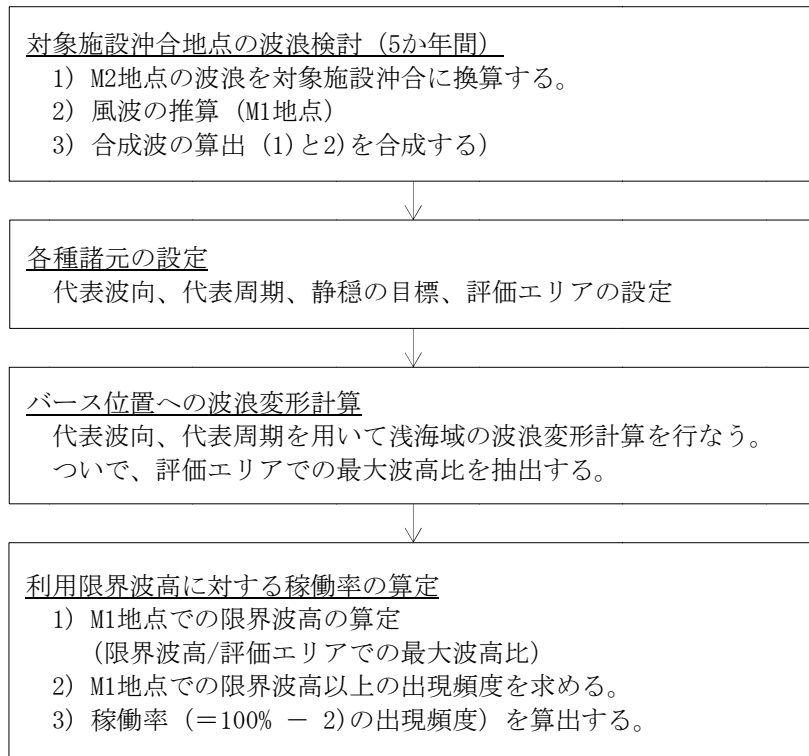 対象施設沖合地点の波浪検討（5か年間）
1) M2地点の波浪を対象施設沖合に換算する。
2) 風波の推算（M1地点）
3) 合成波の算出（1)と2)を合成する）
各種諸元の設定
代表波向、代表周期、静穏の目標、評価エリアの設定
バース位置への波浪変形計算
代表波向、代表周期を用いて浅海域の波浪変形計算を行なう。
ついで、評価エリアでの最大波高比を抽出する。
利用限界波高に対する稼働率の算定
1) M1地点での限界波高の算定
（限界波高/評価エリアでの最大波高比）
2) M1地点での限界波高以上の出現頻度を求める。
3) 稼働率（＝100% － 2)の出現頻度）を算出する。